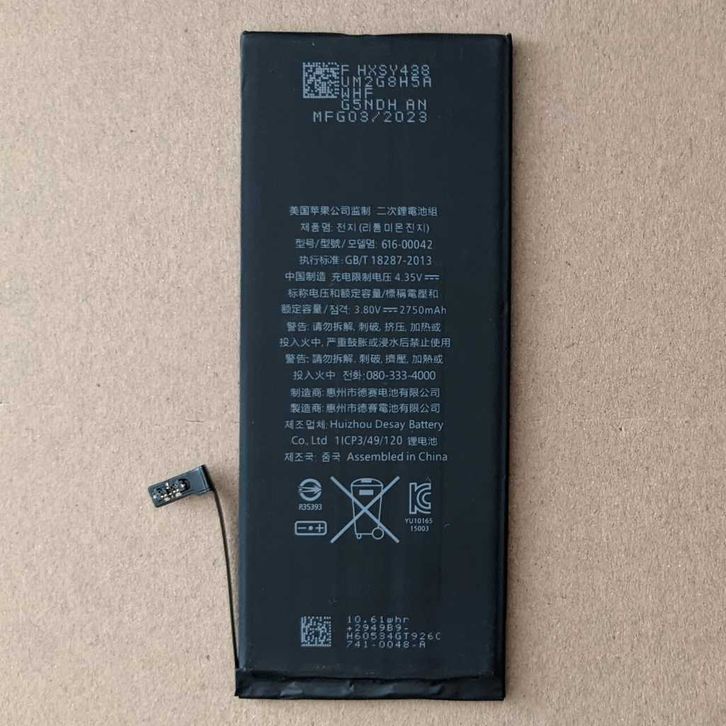 F HXSY438
UM2G8H5A
WHF
G5NDH AN
MFG03/2023
美国苹果公司监制 二次鋰電池組
제품명: 전지(리튬미온진지)
型号/型號/모델명: 616-00042
执行标准: GB/T 18287-2013
中国制造 充电限制电压 4.35V⎓
标称电压和额定容量/標稱電壓和
額定容量/점격: 3.80V⎓2750mAh
警告: 请勿拆解, 刺破, 挤压, 加热或
投入火中, 严重鼓胀或浸水后禁止使用
警告: 請勿拆解, 刺破, 擠壓, 加熱或
投入火中 전화:080-333-4000
制造商: 惠州市德赛电池有限公司
製造商: 惠州市德賽電池有限公司
제조업체: Huizhou Desay Battery
Co., Ltd 1ICP3/49/120 锂电池
제조국: 중국 Assembled in China
R35393
YU10165
15003
10.61whr
+2949B9-
H60584GT926C
741-0048-A